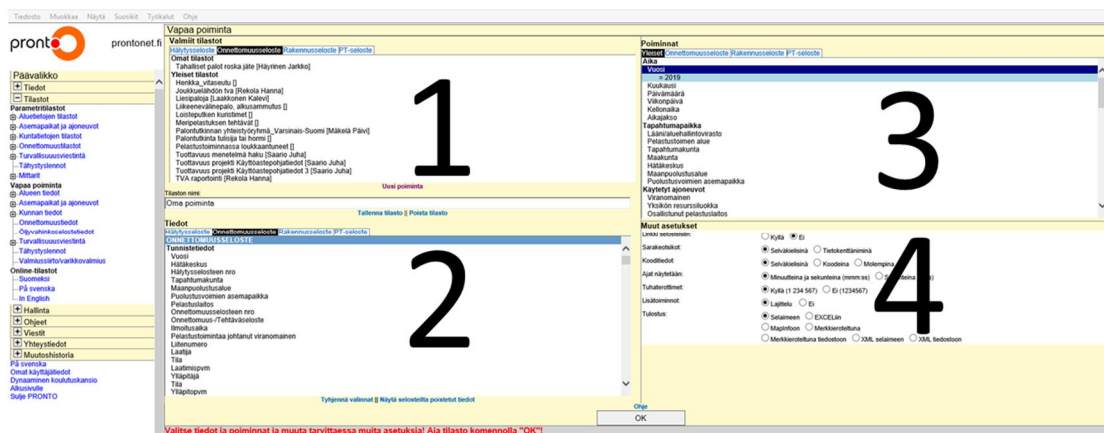 Tiedosto Muokkaa Näytä Suosikit Työkalut Ohje
pronto
prontonet.fi
Päävalikko
Tiedot
Tilastot
Parametritilastot
Aluetietojen tilastot
Asemapaikat ja ajoneuvot
Kuntatietojen tilastot
Onnettomuustilastot
Turvallisuusviestintä
Tähystyslennot
Mittarit
Vapaa poiminta
Alueen tiedot
Asemapaikat ja ajoneuvot
Kunnan tiedot
Onnettomuustiedot
Öljyvahinkoselostetiedot
Turvallisuusviestintä
Tähystyslennot
Valmiussiirto/varikkovalmius
Online-tilastot
Suomeksi
På svenska
In English
Hallinta
Ohjeet
Viestit
Yhteystiedot
Muutoshistoria
På svenska
Omat käyttäjätiedot
Dynaaminen koulutuskansio
Alkusivulle
Sulje PRONTO
Vapaa poiminta
Valmiit tilastot
Hälytysseloste Onnettomuusseloste Rakennusseloste PT-seloste
Omat tilastot
Tahalliset palot roska jäte [Häyrinen Jarkko]
Yleiset tilastot
Henkka_vitaseutu []
Joukkuelähdön tva [Rekola Hanna]
Liesipaloja [Laakkonen Kalevi]
Liikeenevälinepalo, alkusammutus []
Loisteputken kuristimet []
Meripelastuksen tehtävät []
Palontutkinnan yhteistyöryhmä_Varsinais-Suomi [Mäkelä Päivi]
Palontutkinta tulisija tai hormi []
Pelastustoiminnassa loukkaantuneet []
Tuottavuus menetelmä haku [Saario Juha]
Tuottavuus projekti Käyttöastepohjatiedot [Saario Juha]
Tuottavuus projekti Käyttöastepohjatiedot 3 [Saario Juha]
TVA raportointi [Rekola Hanna]
1
Uusi poiminta
Tilaston nimi:
Oma poiminta
Tallenna tilasto || Poista tilasto
Tiedot
Hälytysseloste Onnettomuusseloste Rakennusseloste PT-seloste
ONNETTOMUUSSELOSTE
Tunnistetiedot
Vuosi
Hätäkeskus
Hälytysselosteen nro
Tapahtumakunta
Maanpuolustusalue
Puolustusvoimien asemapaikka
Pelastuslaitos
Onnettomuusselosteen nro
Onnettomuus-/Tehtäväseloste
Ilmoitusaika
Pelastustoimintaa johtanut viranomainen
Liitenumero
Laatija
Tila
Laatimispvm
Ylläpitäjä
Tila
Ylläpitopvm
2
Tyhjennä valinnat || Näytä selosteilta poistetut tiedot
Poiminnat
Yleiset Onnettomuusseloste Rakennusseloste PT-seloste
Aika
Vuosi
= 2019
Kuukausi
Päivämäärä
Viikonpäivä
Kellonaika
Aikajakso
Tapahtumapaikka
Lääni/aluehallintovirasto
Pelastustoimen alue
Tapahtumakunta
Maakunta
Hätäkeskus
Maanpuolustusalue
Puolustusvoimien asemapaikka
Käytetyt ajoneuvot
Viranomainen
Yksikön resurssiluokka
Osallistunut pelastuslaitos
3
Muut asetukset
Linkki selosteisiin: Kyllä Ei
Sarakeotsikot: Selväkielisinä Tietokenttäniminä
Kooditiedot: Selväkielisinä Koodeina Molempina
Ajat näytetään: Minuutteina ja sekunteina (mmm:ss)
Tuhaterottimet: Kyllä (1 234 567) Ei (1234567)
Lisätoiminnot: Lajittelu Ei
Tulostus: Selaimeen EXCELiin
Mapinfoon Merkkieroteltuna
Merkkieroteltuna tiedostoon XML selaimeen XML tiedostoon
4
Ohje
OK
Valitse tiedot ja poiminnat ja muuta tarvittaessa muita asetuksia! Aja tilasto komennolla "OK"!